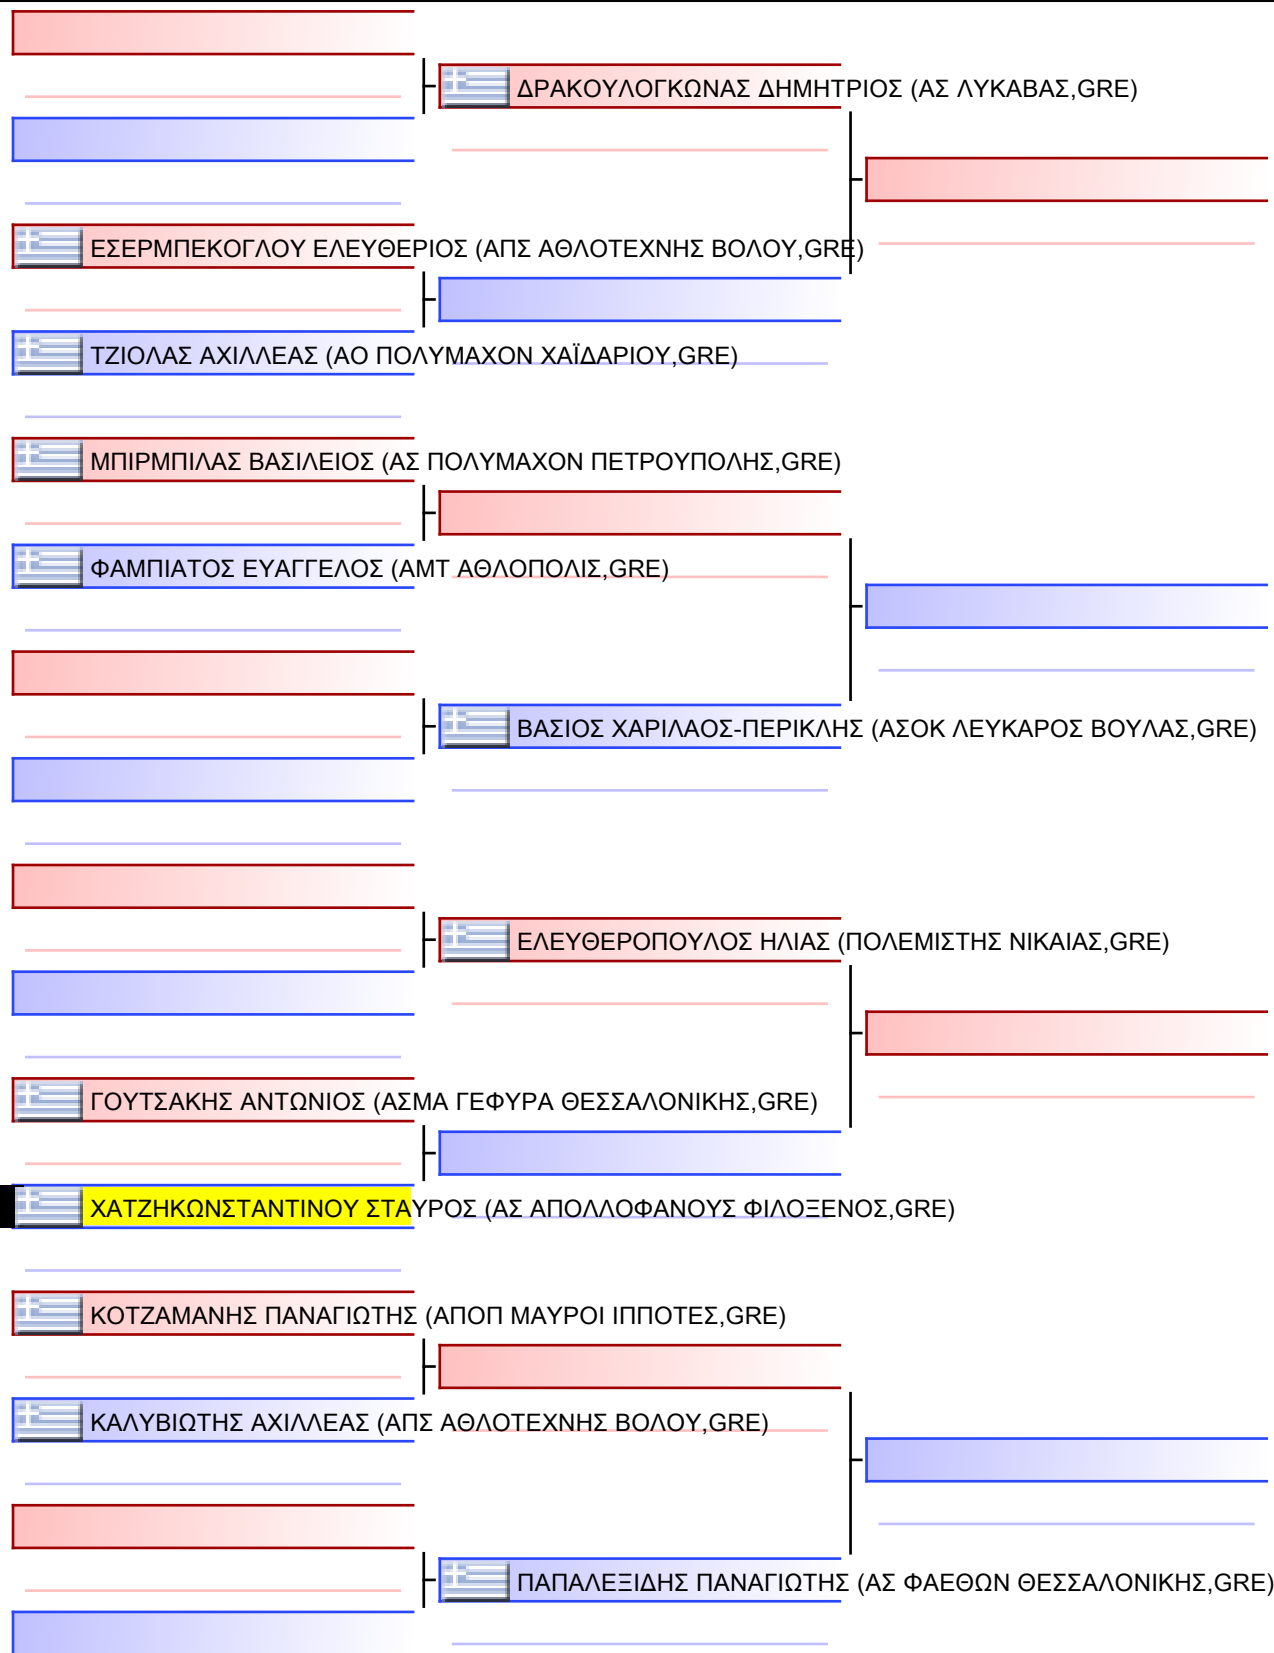 ΔΡΑΚΟΥΛΟΓΚΩΝΑΣ ΔΗΜΗΤΡΙΟΣ (ΑΣ ΛΥΚΑΒΑΣ,GRE)
ΕΣΕΡΜΠΕΚΟΓΛΟΥ ΕΛΕΥΘΕΡΙΟΣ (ΑΠΣ ΑΘΛΟΤΕΧΝΗΣ ΒΟΛΟΥ,GRE)
ΤΖΙΟΛΑΣ ΑΧΙΛΛΕΑΣ (ΑΟ ΠΟΛΥΜΑΧΟΝ ΧΑΪΔΑΡΙΟΥ,GRE)
ΜΠΙΡΜΠΙΛΑΣ ΒΑΣΙΛΕΙΟΣ (ΑΣ ΠΟΛΥΜΑΧΟΝ ΠΕΤΡΟΥΠΟΛΗΣ,GRE)
ΦΑΜΠΙΑΤΟΣ ΕΥΑΓΓΕΛΟΣ (ΑΜΤ ΑΘΛΟΠΟΛΙΣ,GRE)
ΒΑΣΙΟΣ ΧΑΡΙΛΑΟΣ-ΠΕΡΙΚΛΗΣ (ΑΣΟΚ ΛΕΥΚΑΡΟΣ ΒΟΥΛΑΣ,GRE)
ΕΛΕΥΘΕΡΟΠΟΥΛΟΣ ΗΛΙΑΣ (ΠΟΛΕΜΙΣΤΗΣ ΝΙΚΑΙΑΣ,GRE)
ΓΟΥΤΣΑΚΗΣ ΑΝΤΩΝΙΟΣ (ΑΣΜΑ ΓΕΦΥΡΑ ΘΕΣΣΑΛΟΝΙΚΗΣ,GRE)
ΧΑΤΖΗΚΩΝΣΤΑΝΤΙΝΟΥ ΣΤΑΥΡΟΣ (ΑΣ ΑΠΟΛΛΟΦΑΝΟΥΣ ΦΙΛΟΞΕΝΟΣ,GRE)
ΚΟΤΖΑΜΑΝΗΣ ΠΑΝΑΓΙΩΤΗΣ (ΑΠΟΠ ΜΑΥΡΟΙ ΙΠΠΟΤΕΣ,GRE)
ΚΑΛΥΒΙΩΤΗΣ ΑΧΙΛΛΕΑΣ (ΑΠΣ ΑΘΛΟΤΕΧΝΗΣ ΒΟΛΟΥ,GRE)
ΠΑΠΑΛΕΞΙΔΗΣ ΠΑΝΑΓΙΩΤΗΣ (ΑΣ ΦΑΕΘΩΝ ΘΕΣΣΑΛΟΝΙΚΗΣ,GRE)